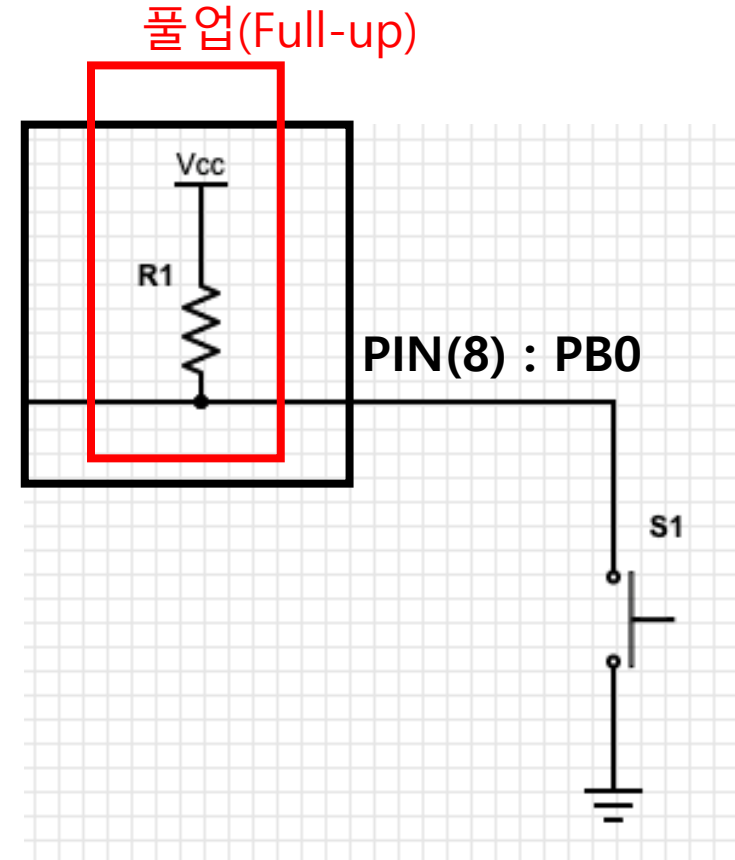 풀업(Full-up)
Vcc
R1
PIN(8) : PB0
S1